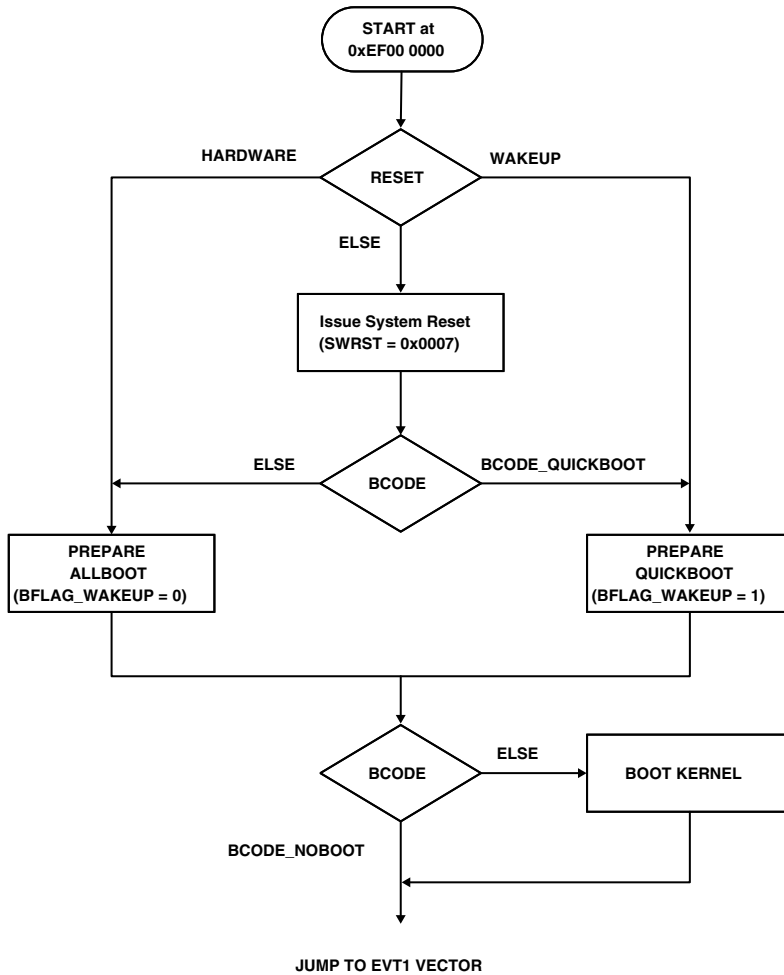 START at
0xEF00 0000
HARDWARE
WAKEUP
RESET
ELSE
Issue System Reset
(SWRST = 0x0007)
ELSE
BCODE_QUICKBOOT
BCODE
PREPARE
ALLBOOT
(BFLAG_WAKEUP = 0)
PREPARE
QUICKBOOT
(BFLAG_WAKEUP = 1)
ELSE
BCODE
BOOT KERNEL
BCODE_NOBOOT
JUMP TO EVT1 VECTOR